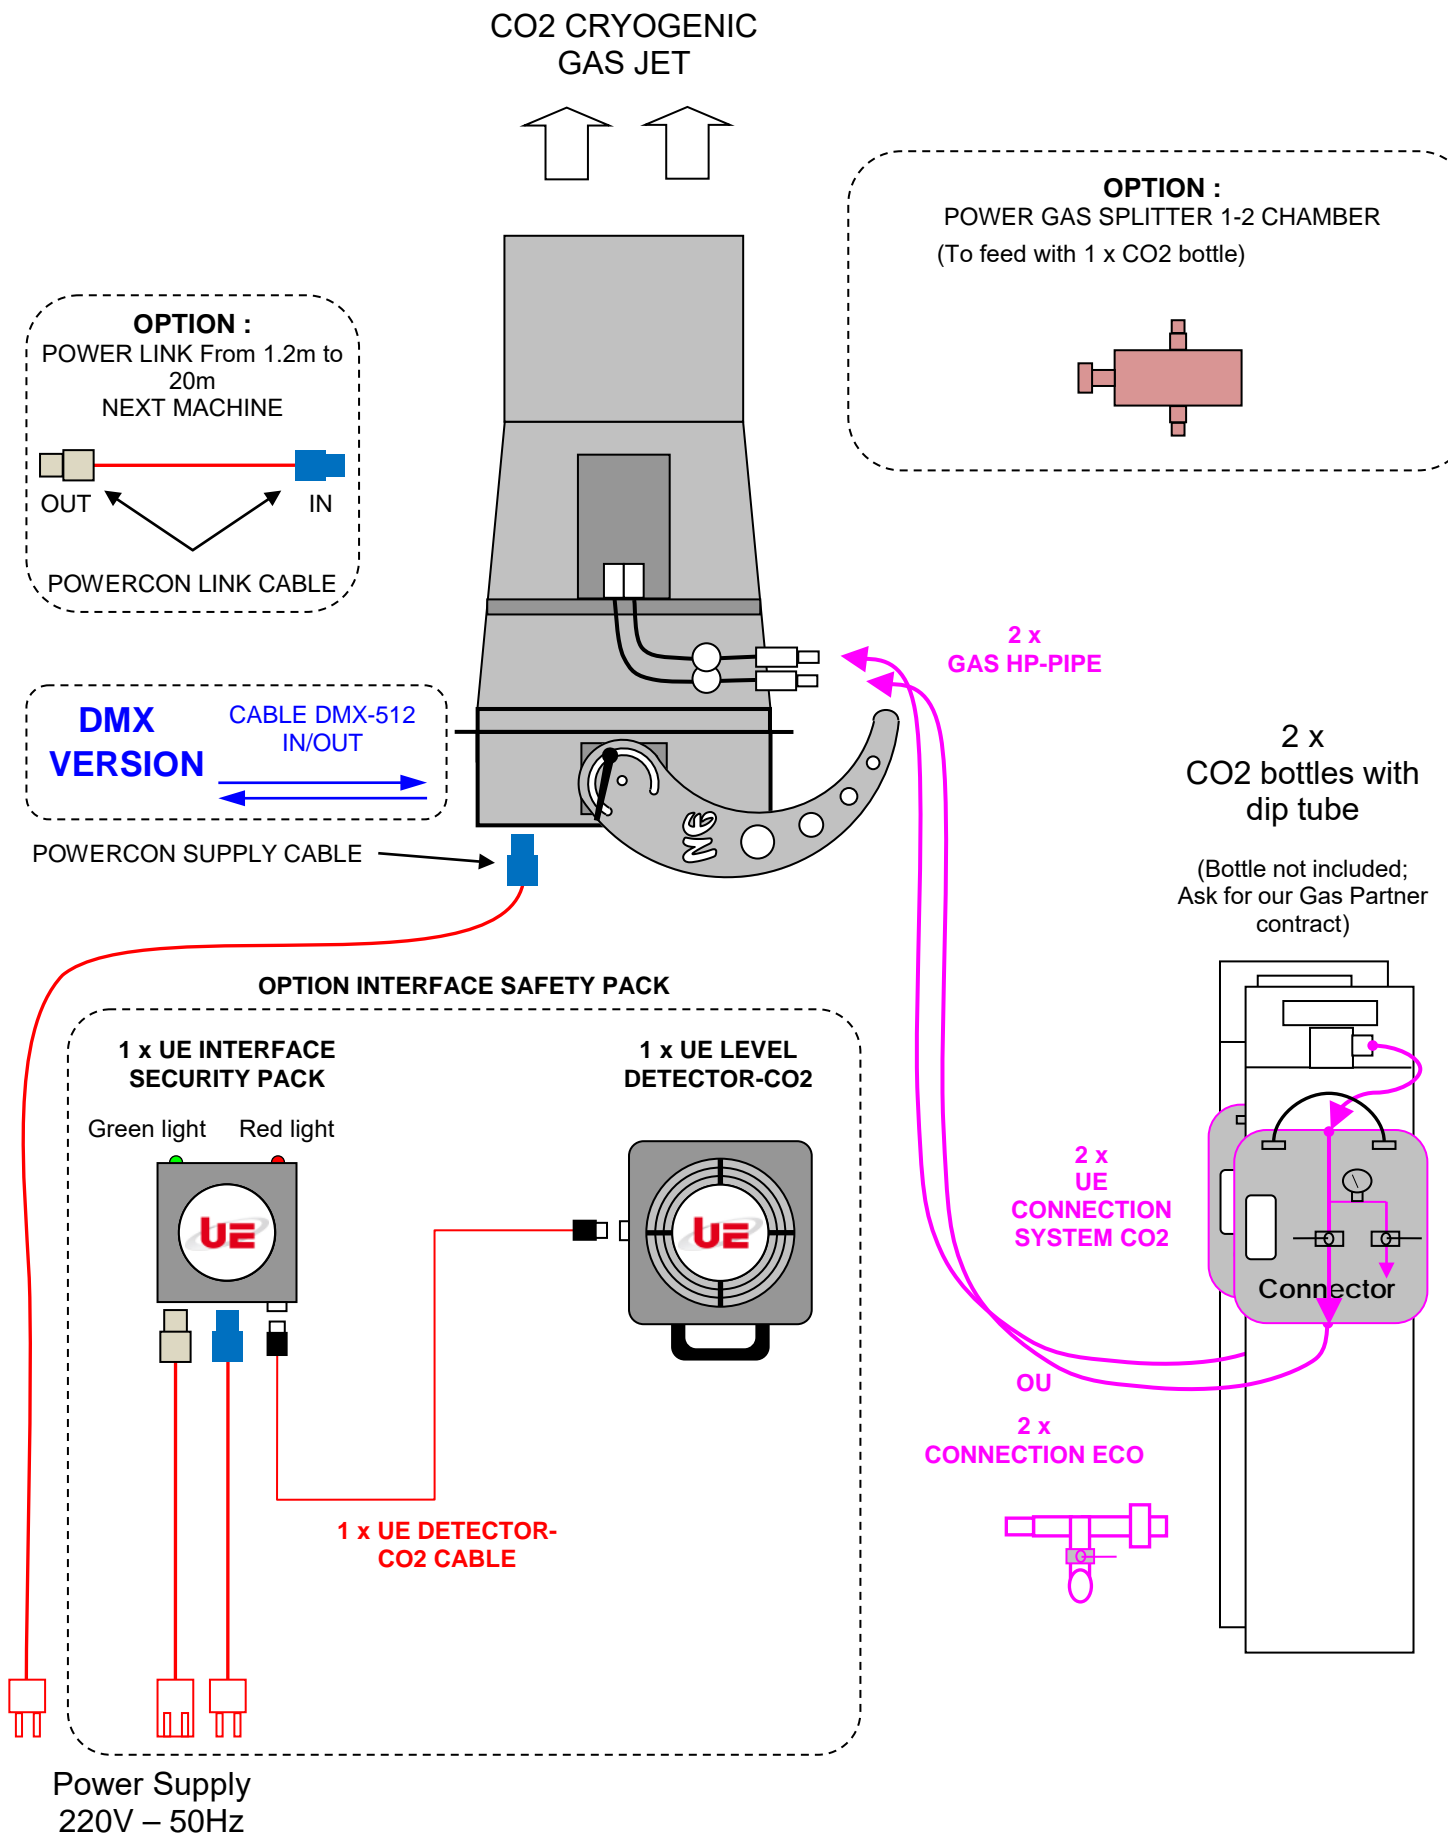 CO2 CRYOGENIC
GAS JET
OPTION :
POWER GAS SPLITTER 1-2 CHAMBER
(To feed with 1 x CO2 bottle)
OPTION :
POWER LINK From 1.2m to
20m
NEXT MACHINE
OUT
IN
POWERCON LINK CABLE
2 x
GAS HP-PIPE
DMX
VERSION
CABLE DMX-512
IN/OUT
2 x
CO2 bottles with
dip tube
POWERCON SUPPLY CABLE
(Bottle not included;
Ask for our Gas Partner
contract)
OPTION INTERFACE SAFETY PACK
1 x UE INTERFACE
SECURITY PACK
1 x UE LEVEL
DETECTOR-CO2
Green light
Red light
UE
UE
2 x
UE
CONNECTION
SYSTEM CO2
Connector
OU
2 x
CONNECTION ECO
1 x UE DETECTOR-
CO2 CABLE
Power Supply
220V – 50Hz